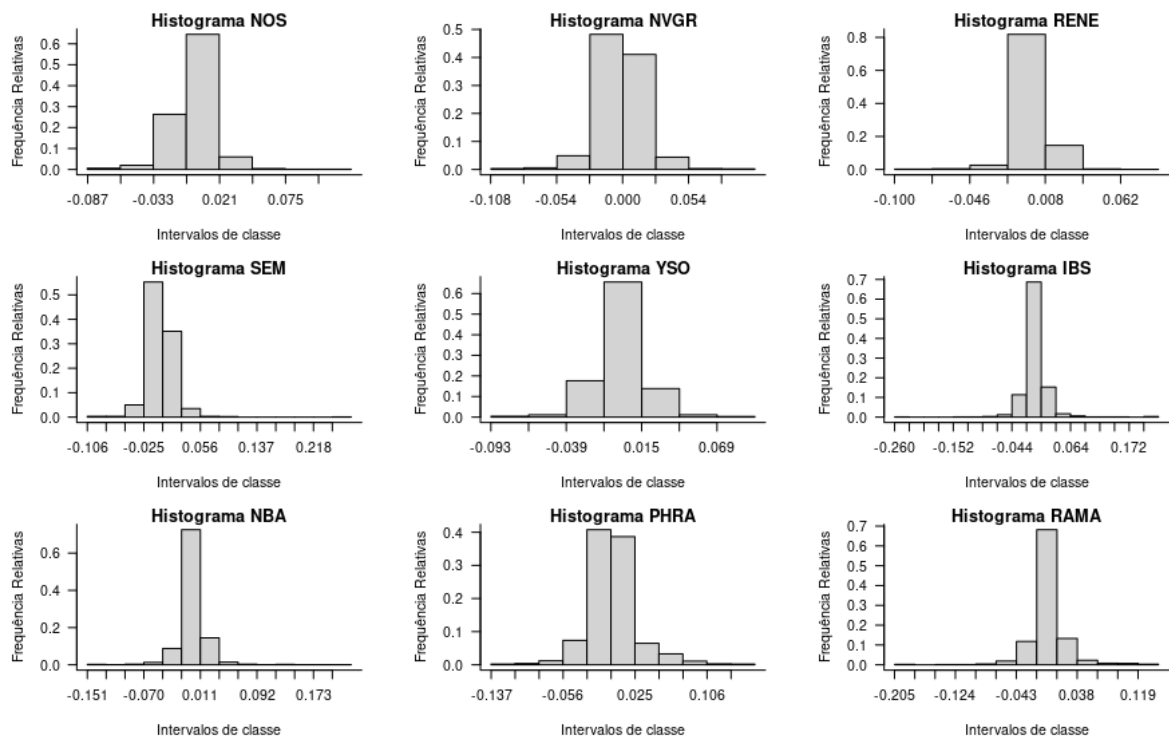 Histograma NOS
Frequência Relativas
0.6
0.5
0.4
0.3
0.2
0.1
0.0
-0.087 -0.033 0.021 0.075
Intervalos de classe
Histograma NVGR
Frequência Relativas
0.5
0.4
0.3
0.2
0.1
0.0
-0.108 -0.054 0.000 0.054
Intervalos de classe
Histograma RENE
Frequência Relativas
0.8
0.6
0.4
0.2
0.0
-0.100 -0.046 0.008 0.062
Intervalos de classe
Histograma SEM
Frequência Relativas
0.5
0.4
0.3
0.2
0.1
0.0
-0.106 -0.025 0.056 0.137 0.218
Intervalos de classe
Histograma YSO
Frequência Relativas
0.6
0.5
0.4
0.3
0.2
0.1
0.0
-0.093 -0.039 0.015 0.069
Intervalos de classe
Histograma IBS
Frequência Relativas
0.7
0.6
0.5
0.4
0.3
0.2
0.1
0.0
-0.260 -0.152 -0.044 0.064 0.172
Intervalos de classe
Histograma NBA
Frequência Relativas
0.6
0.4
0.2
0.0
-0.151 -0.070 0.011 0.092 0.173
Intervalos de classe
Histograma PHRA
Frequência Relativas
0.4
0.3
0.2
0.1
0.0
-0.137 -0.056 0.025 0.106
Intervalos de classe
Histograma RAMA
Frequência Relativas
0.7
0.6
0.5
0.4
0.3
0.2
0.1
0.0
-0.205 -0.124 -0.043 0.038 0.119
Intervalos de classe